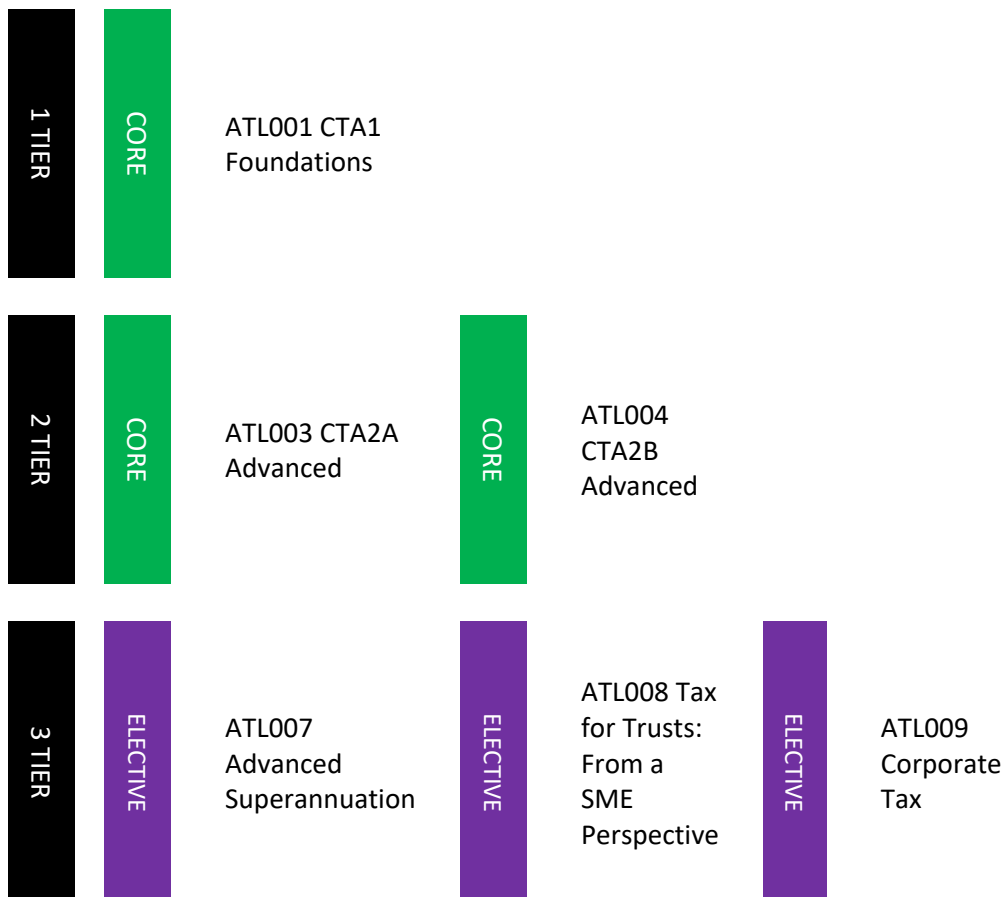 1 TIER
CORE
ATL001 CTA1
Foundations
2 TIER
CORE
ATL003 CTA2A
Advanced
CORE
ATL004
CTA2B
Advanced
3 TIER
ELECTIVE
ATL007
Advanced
Superannuation
ELECTIVE
ATL008 Tax
for Trusts:
From a
SME
Perspective
ELECTIVE
ATL009
Corporate
Tax